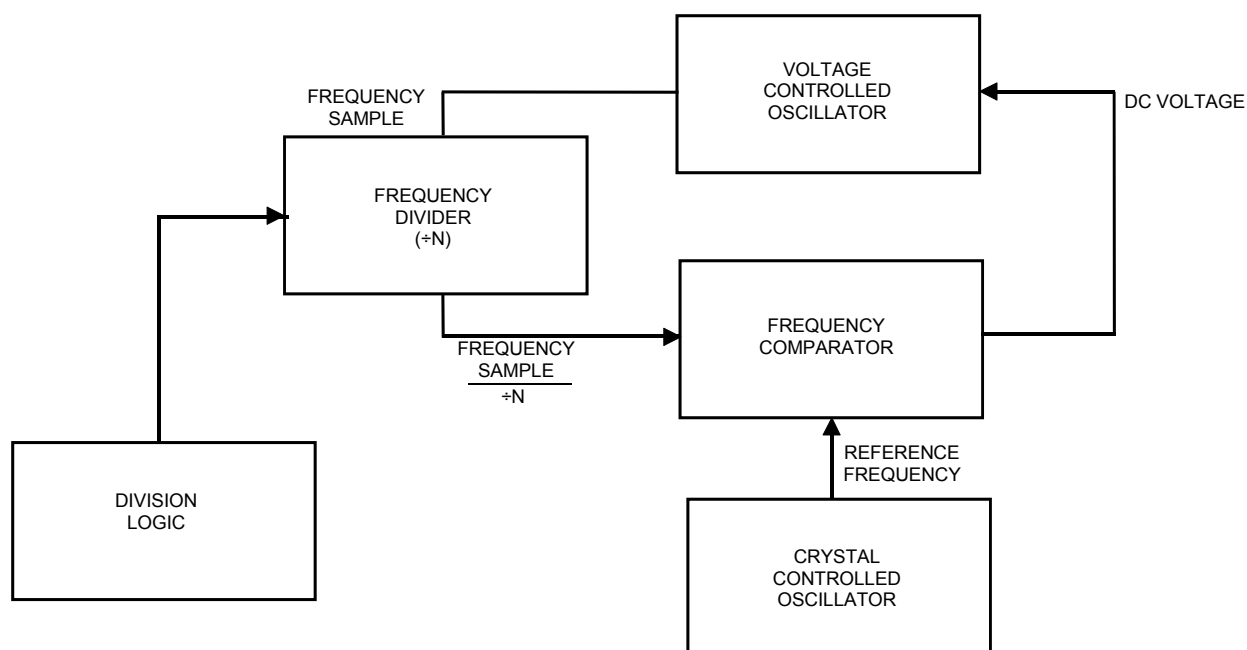 VOLTAGE
CONTROLLED
OSCILLATOR
DC VOLTAGE
FREQUENCY
SAMPLE
FREQUENCY
DIVIDER
(÷N)
FREQUENCY
COMPARATOR
FREQUENCY
SAMPLE
÷N
REFERENCE
FREQUENCY
DIVISION
LOGIC
CRYSTAL
CONTROLLED
OSCILLATOR